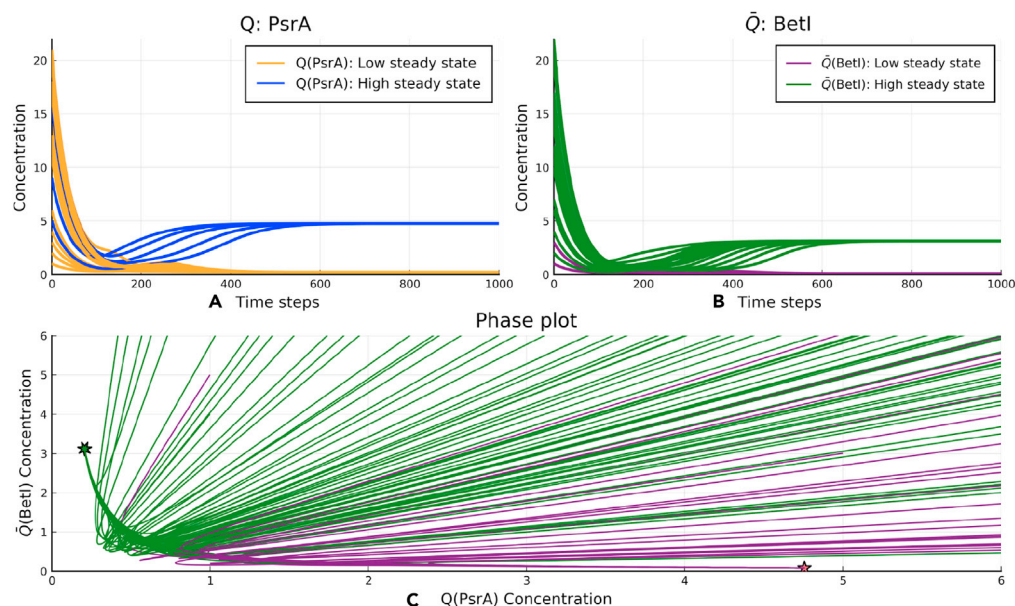 Q: PsrA
Q(PsrA): Low steady state
Q(PsrA): High steady state
Concentration
20
15
10
5
0
0 200 400 600 800 1000
A Time steps
Q̄: BetI
Q̄(BetI): Low steady state
Q̄(BetI): High steady state
Concentration
20
15
10
5
0
0 200 400 600 800 1000
B Time steps
Phase plot
Q̄(BetI) Concentration
6
5
4
3
2
1
0
0 1 2 3 4 5 6
C Q(PsrA) Concentration